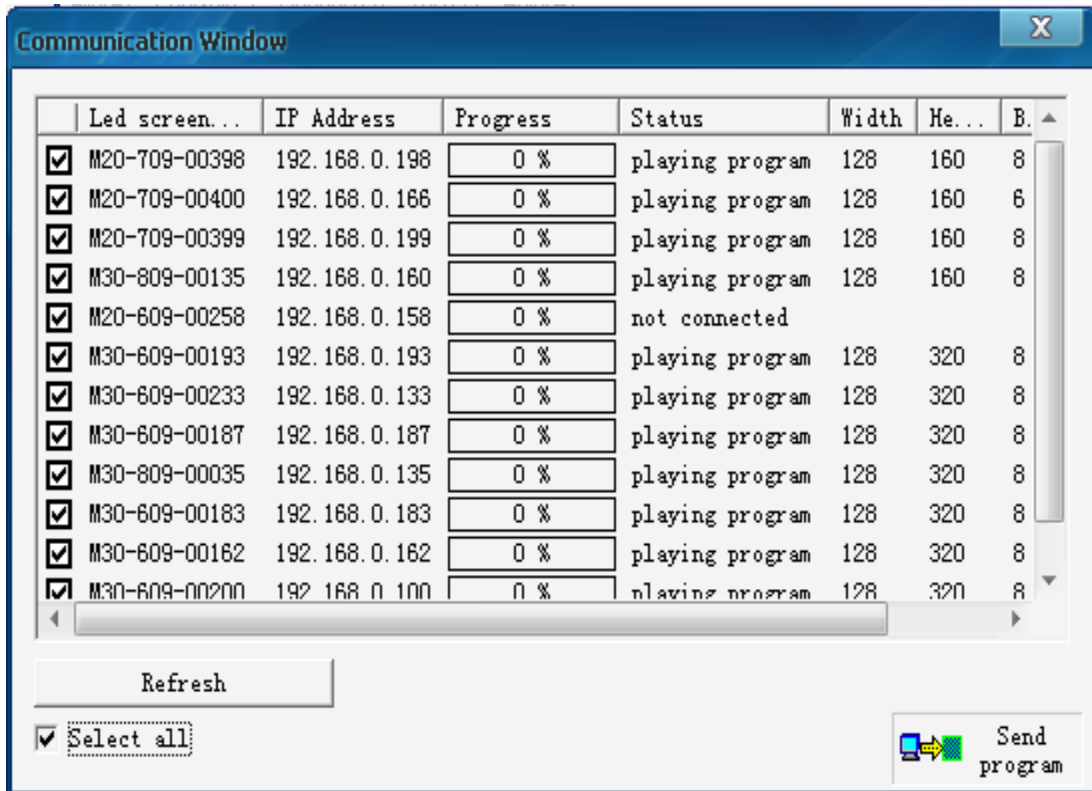 Communication Window
Led screen... IP Address Progress Status Width He... B.
M20-709-00398 192.168.0.198 0 % playing program 128 160 8
M20-709-00400 192.168.0.166 0 % playing program 128 160 6
M20-709-00399 192.168.0.199 0 % playing program 128 160 8
M30-809-00135 192.168.0.160 0 % playing program 128 160 8
M20-609-00258 192.168.0.158 0 % not connected
M30-609-00193 192.168.0.193 0 % playing program 128 320 8
M30-609-00233 192.168.0.133 0 % playing program 128 320 8
M30-609-00187 192.168.0.187 0 % playing program 128 320 8
M30-809-00035 192.168.0.135 0 % playing program 128 320 8
M30-609-00183 192.168.0.183 0 % playing program 128 320 8
M30-609-00162 192.168.0.162 0 % playing program 128 320 8
M30-609-00200 192.168.0.100 0 % playing program 128 320 8
Refresh
Select all
Send
program